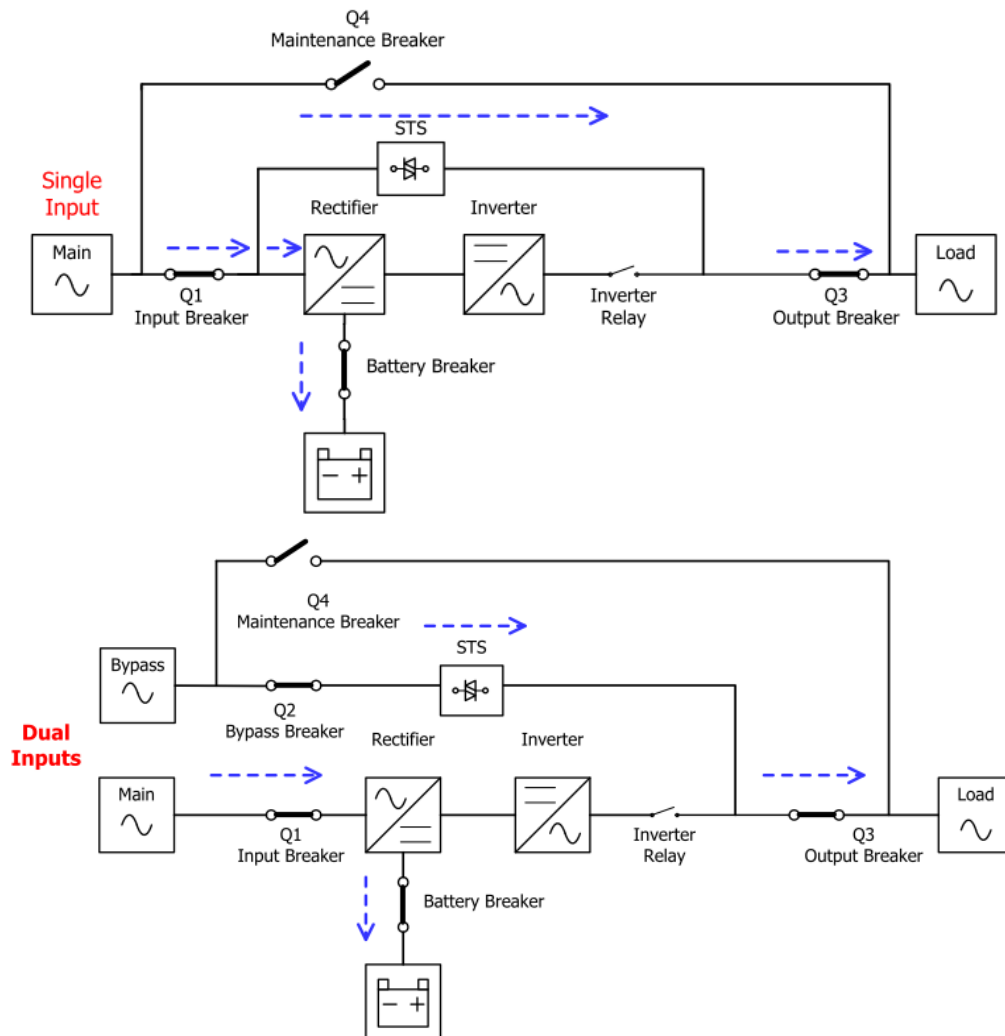 Q4
Maintenance Breaker
STS
Single
Input
Rectifier
Inverter
Main
Load
Q1
Input Breaker
Inverter
Relay
Q3
Output Breaker
Battery Breaker
− +
Q4
Maintenance Breaker
STS
Bypass
Q2
Bypass Breaker
Dual
Inputs
Rectifier
Inverter
Main
Load
Q1
Input Breaker
Inverter
Relay
Q3
Output Breaker
Battery Breaker
− +